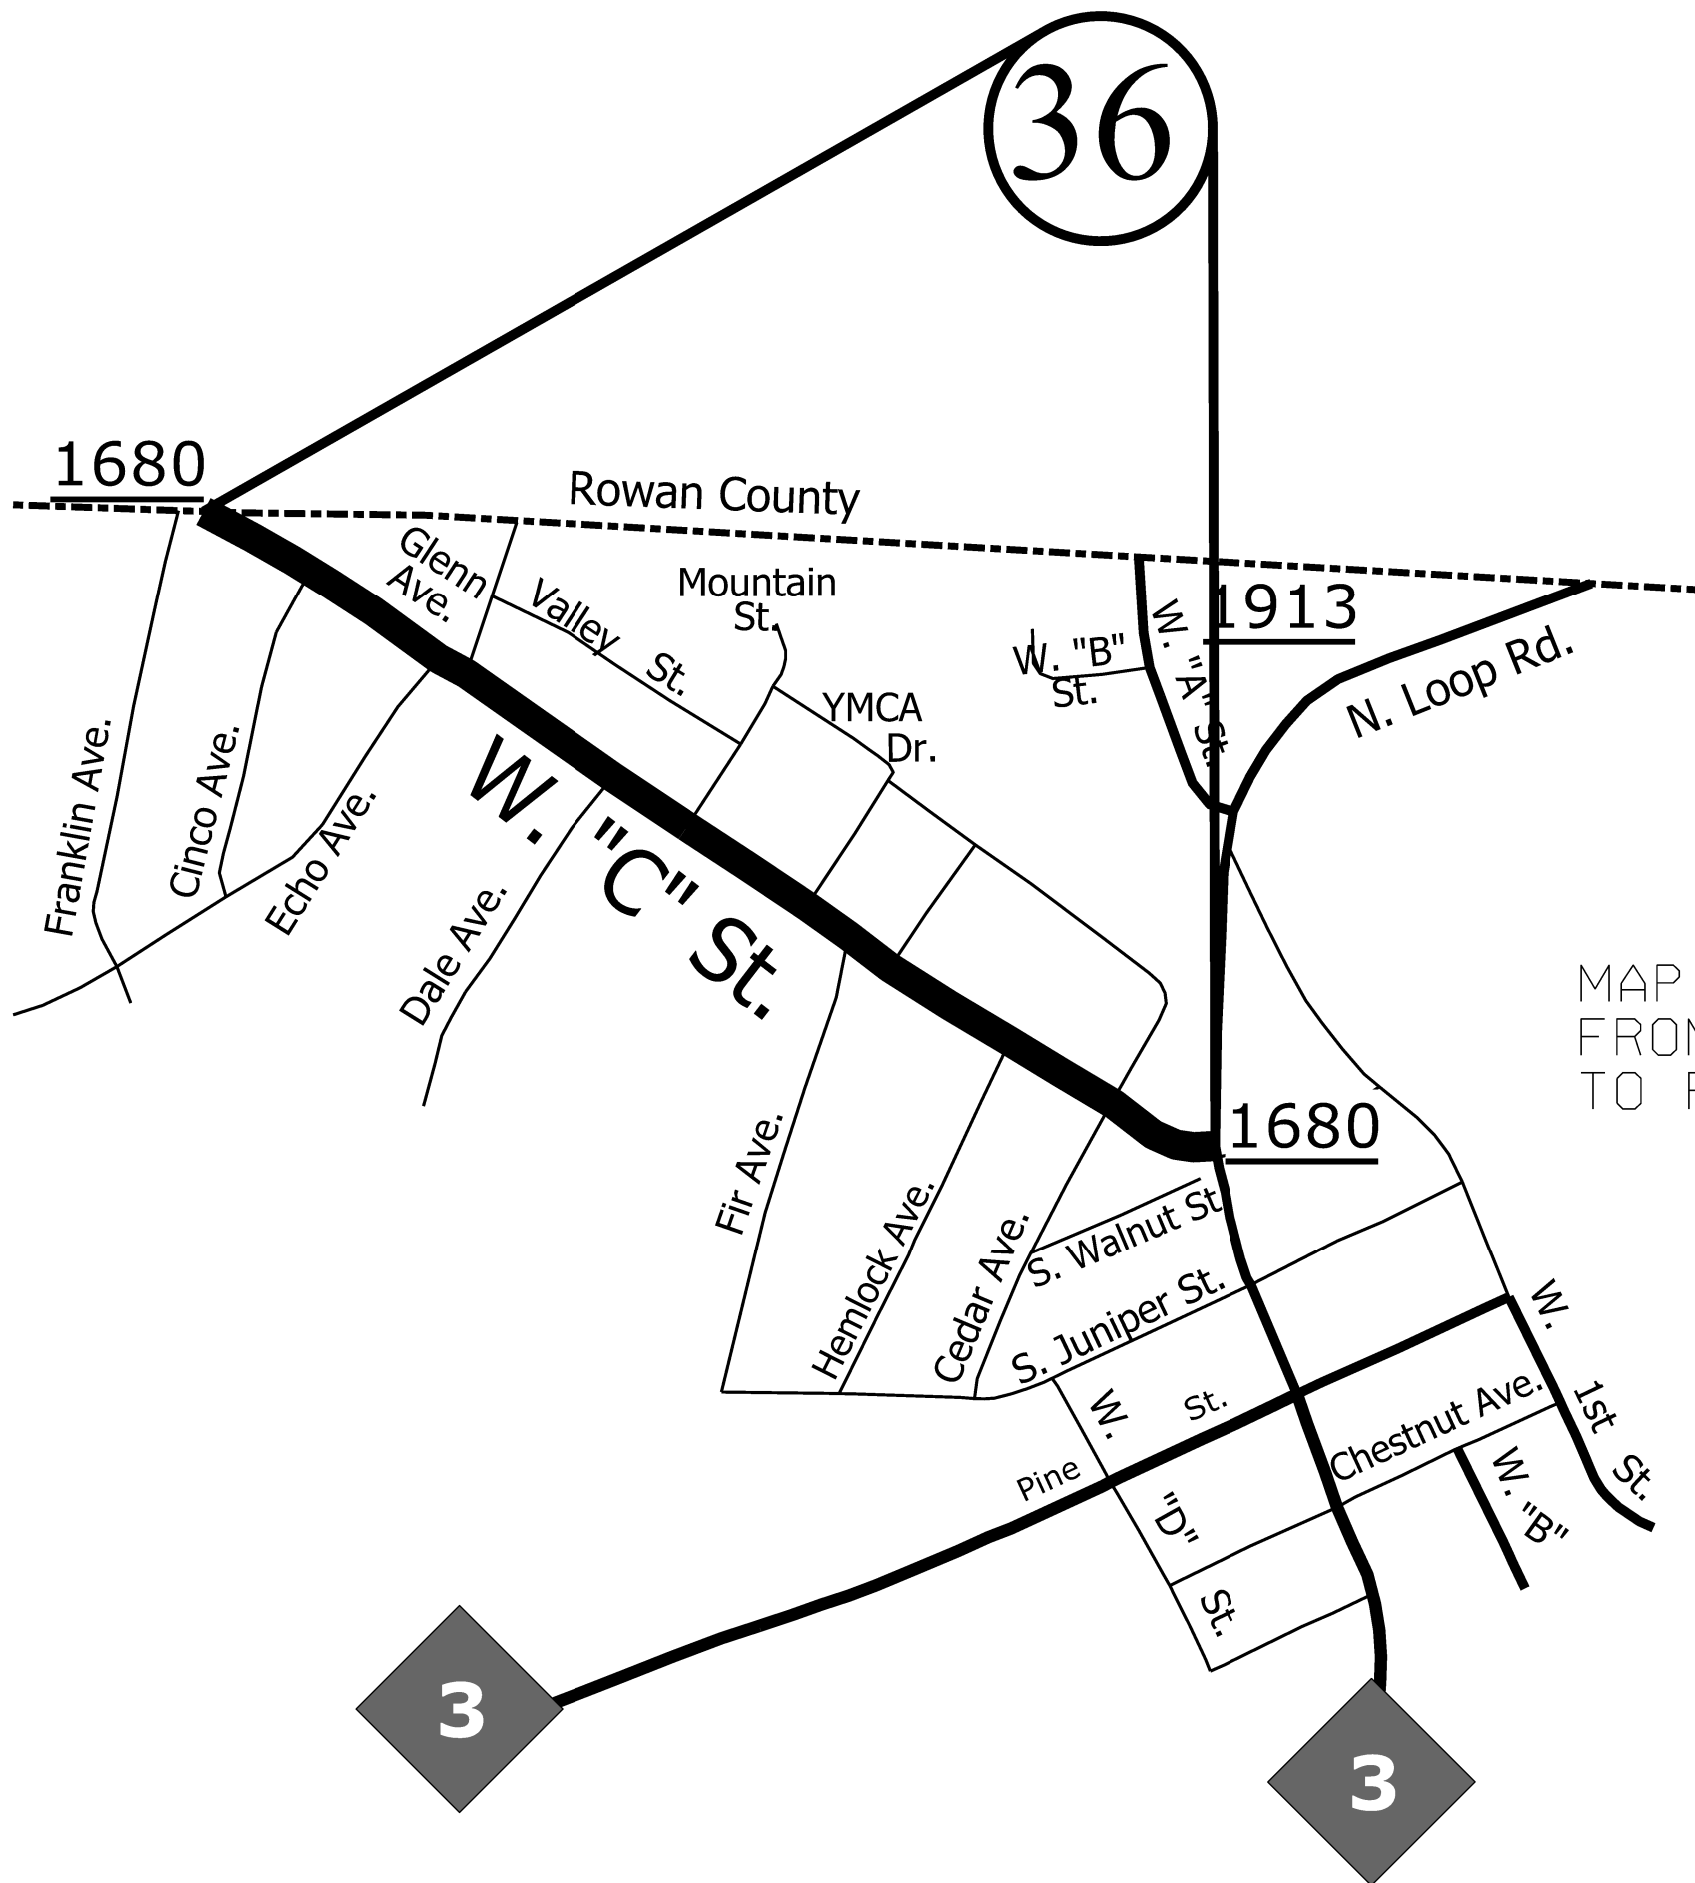 36
1680
Rowan County
Glenn
Ave.
Valley St.
Mountain
St.
W. "B"
St.
W. "A" St.
1913
N. Loop Rd.
YMCA
Dr.
Franklin Ave.
Cinco Ave.
Echo Ave.
Dale Ave.
W. "C" St.
MAP
TO
1680
Fir Ave.
Hemlock Ave.
Cedar Ave.
S. Walnut St
S. Juniper St.
W. "D" St.
Pine St.
Chestnut Ave.
W. 1st St.
W. "B"
3
3